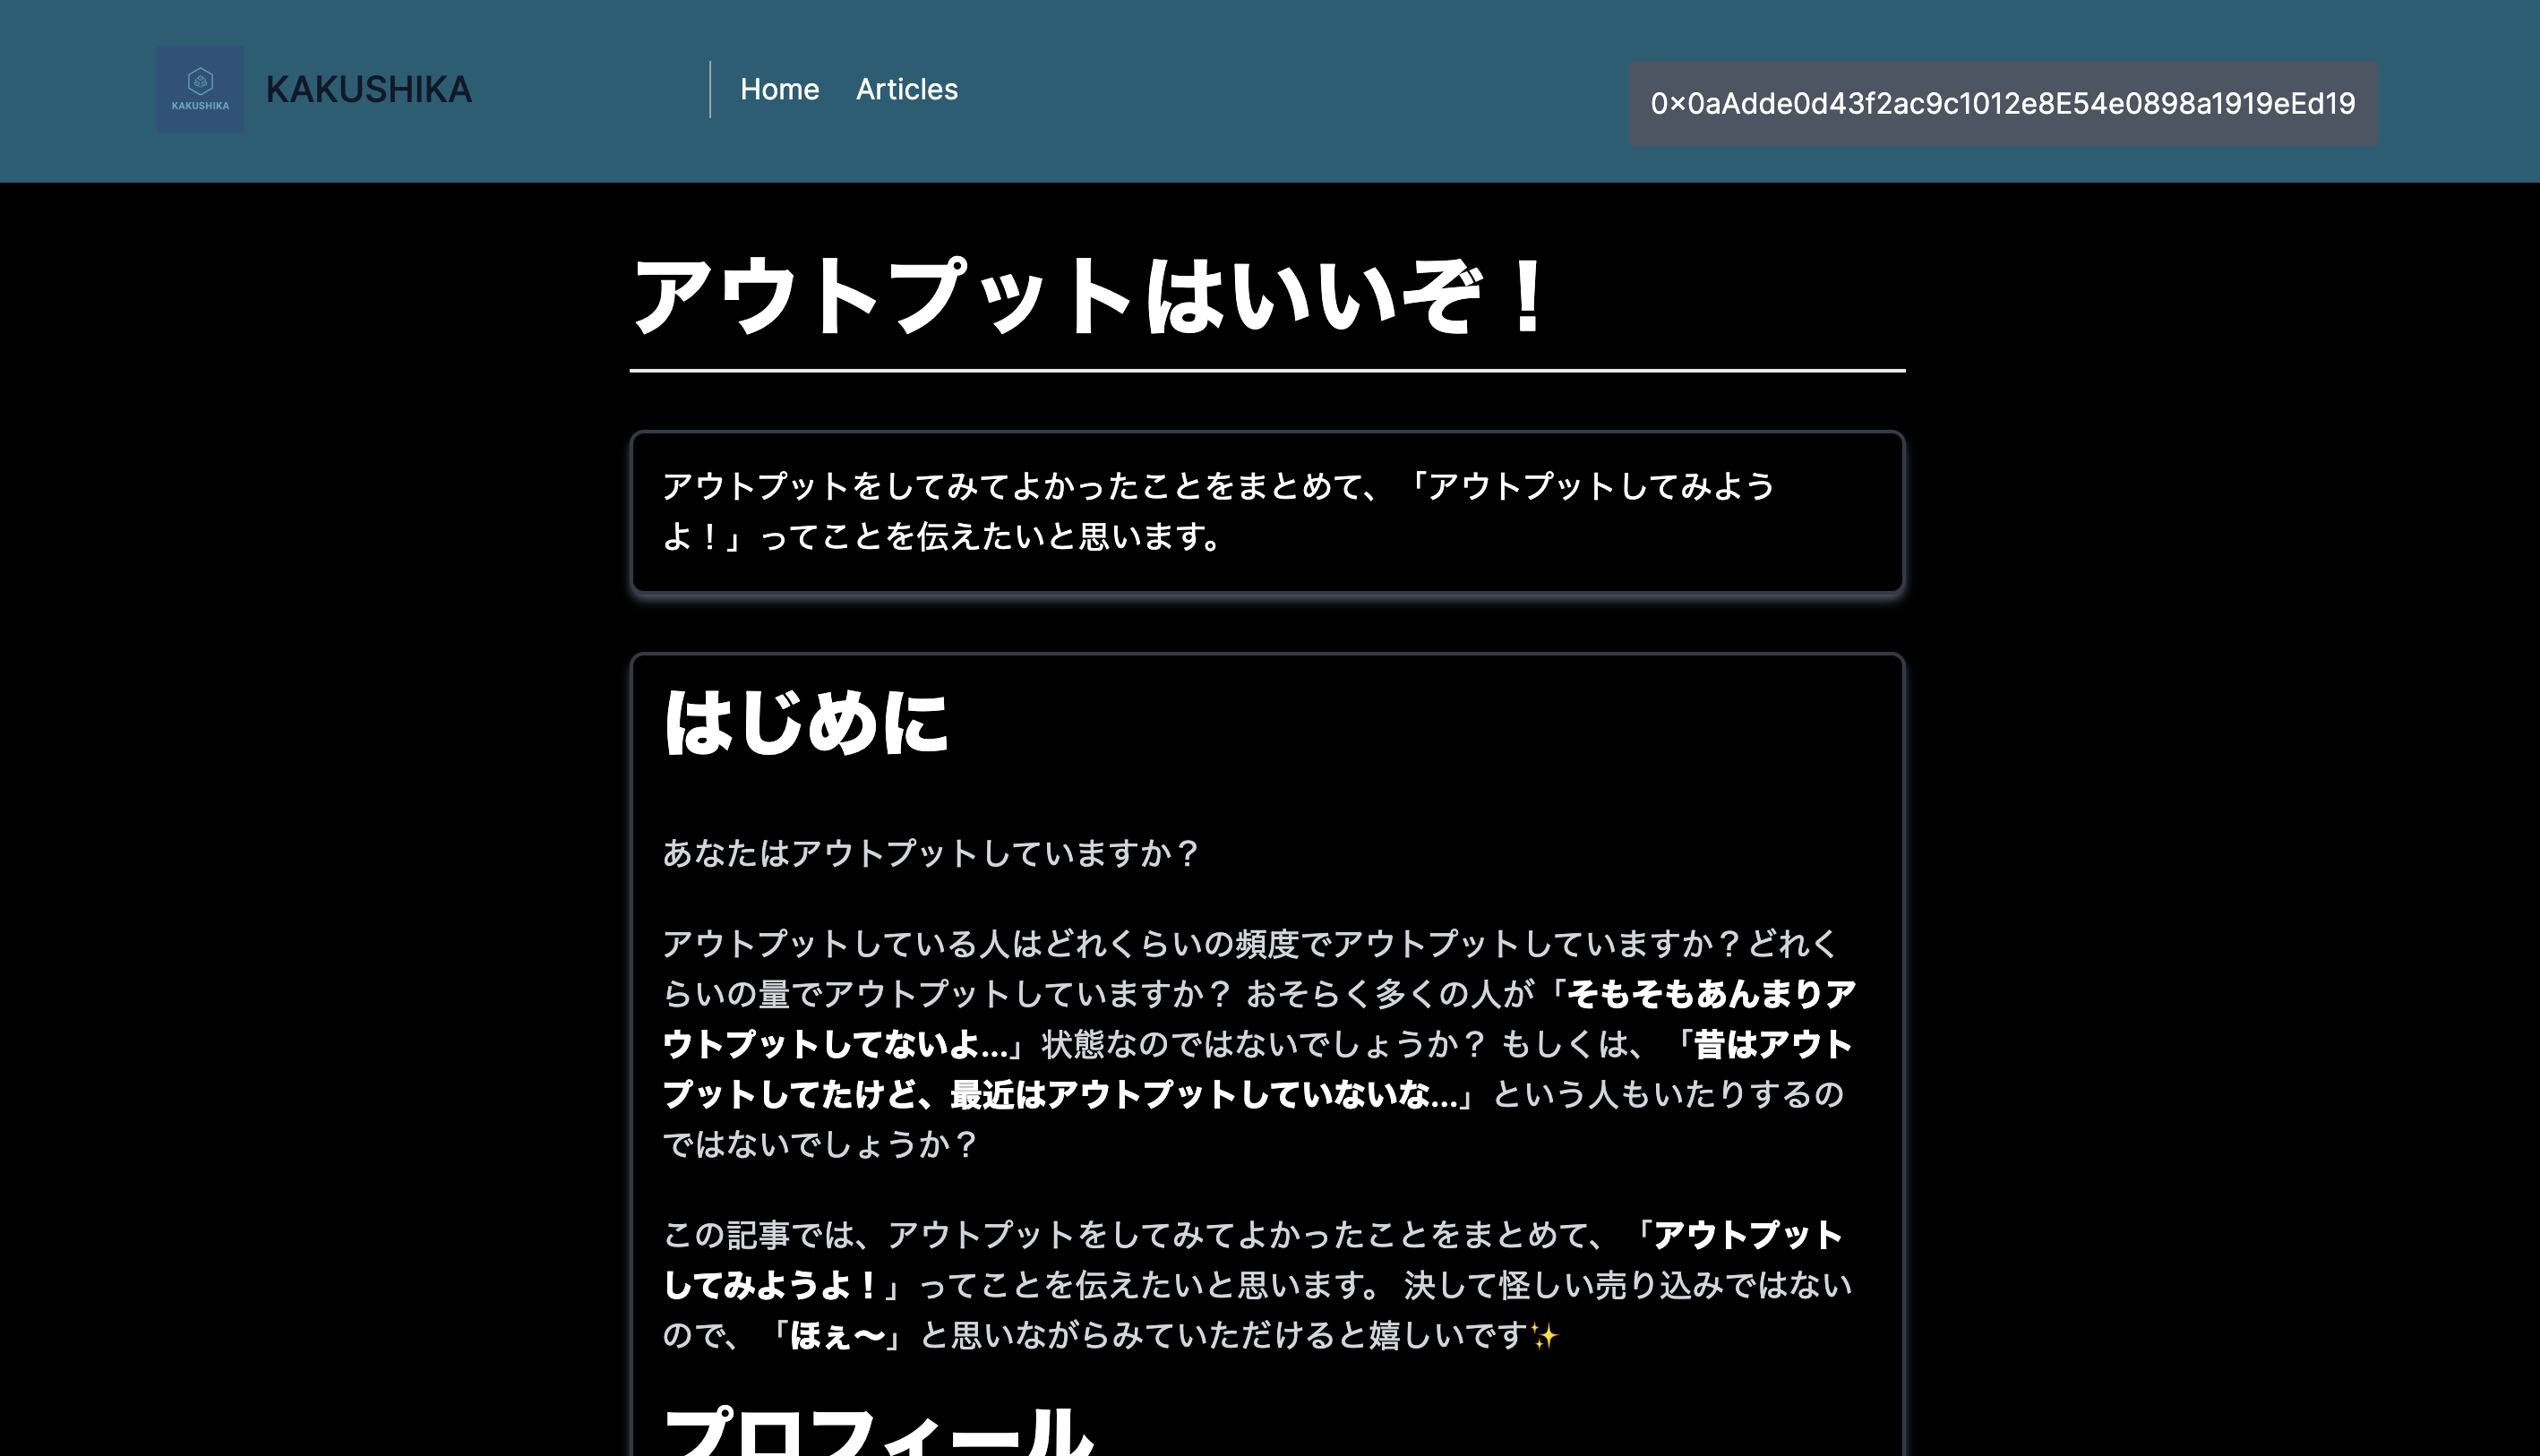 KAKUSHIKA
KAKUSHIKA
Home
Articles
0×0aAdde0d43f2ac9c1012e8E54e0898a1919eEd19
アウトプットはいいぞ！
アウトプットをしてみてよかったことをまとめて、「アウトプットしてみよう
よ！」ってことを伝えたいと思います。
はじめに
あなたはアウトプットしていますか？
アウトプットしている人はどれくらいの頻度でアウトプットしていますか？どれく
らいの量でアウトプットしていますか？ おそらく多くの人が「そもそもあんまりア
ウトプットしてないよ...」状態なのではないでしょうか？ もしくは、「昔はアウト
プットしてたけど、最近はアウトプットしていないな...」という人もいたりするの
ではないでしょうか？
この記事では、アウトプットをしてみてよかったことをまとめて、「アウトプット
してみようよ！」ってことを伝えたいと思います。 決して怪しい売り込みではない
ので、「ほぇ〜」と思いながらみていただけると嬉しいです✨
プロフィール